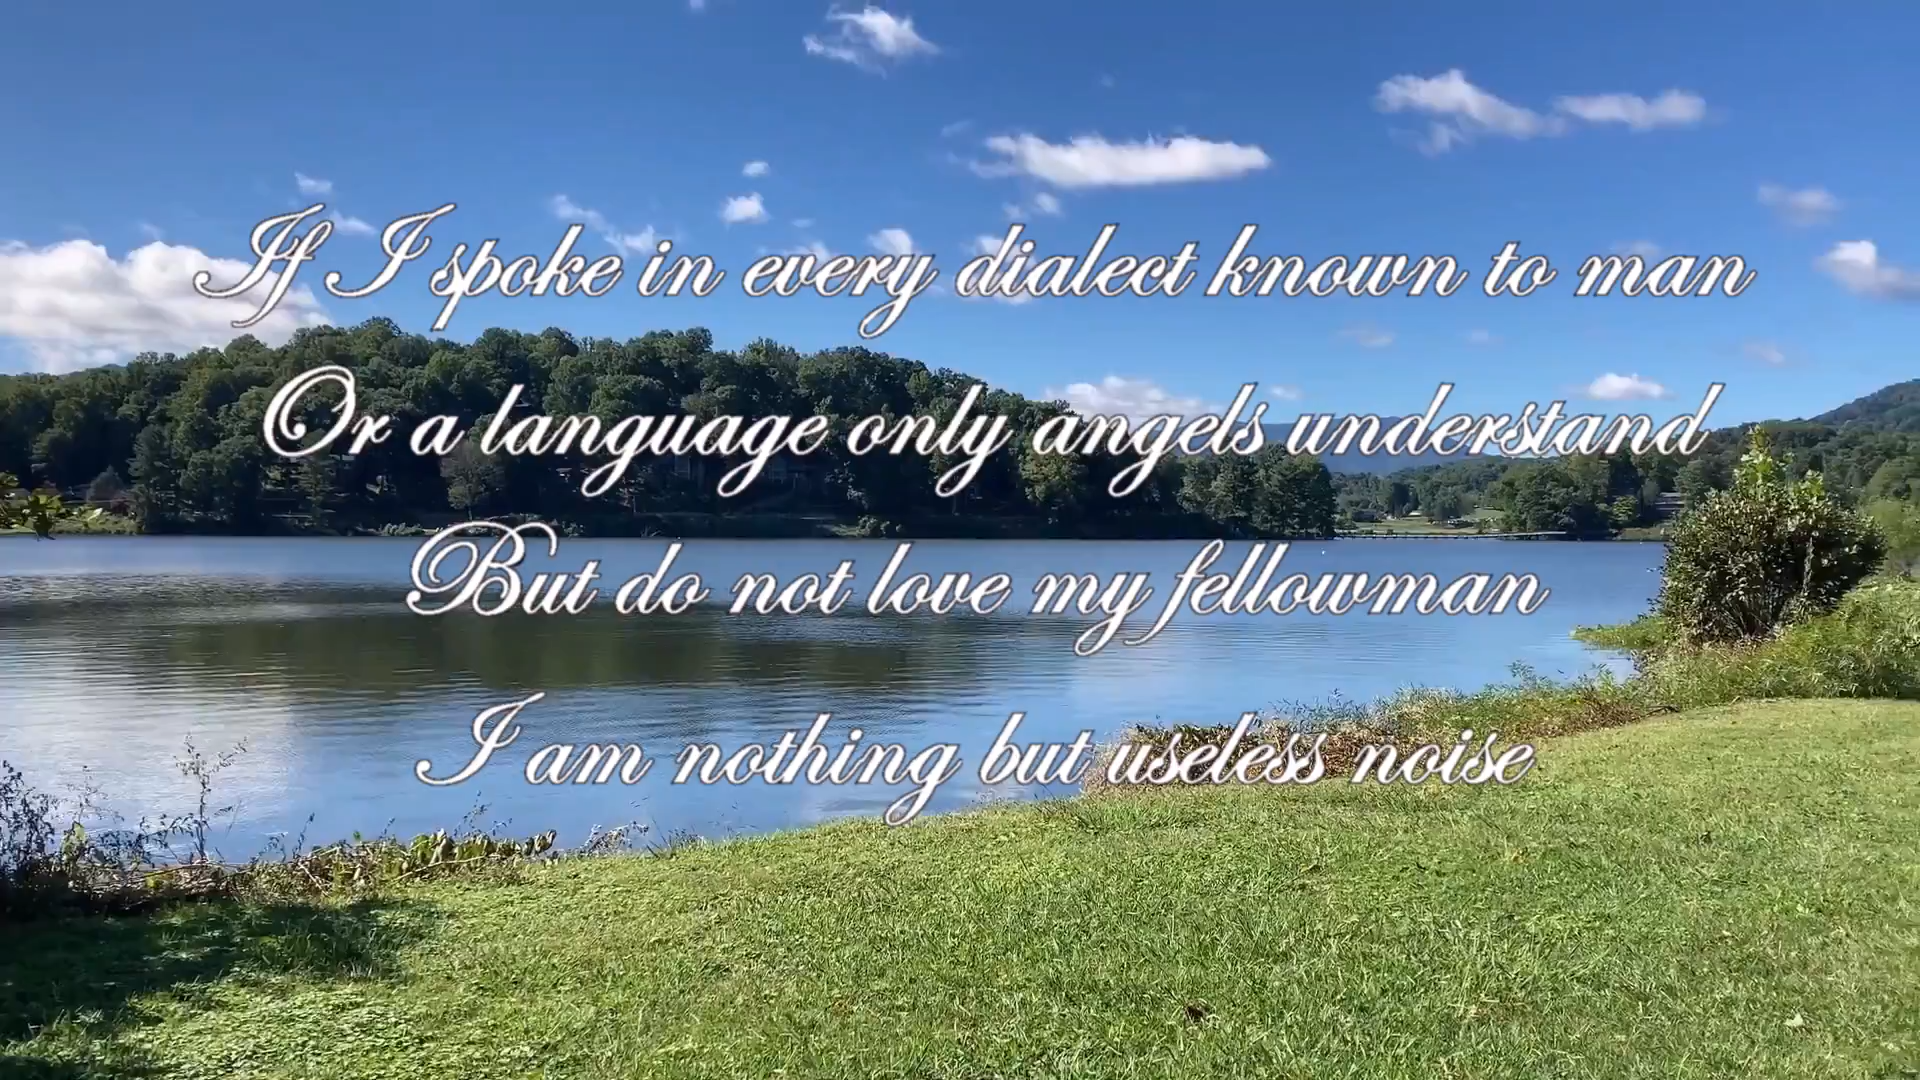 If I spoke in every dialect known to man
Or a language only angels understand
But do not love my fellowman
I am nothing but useless noise